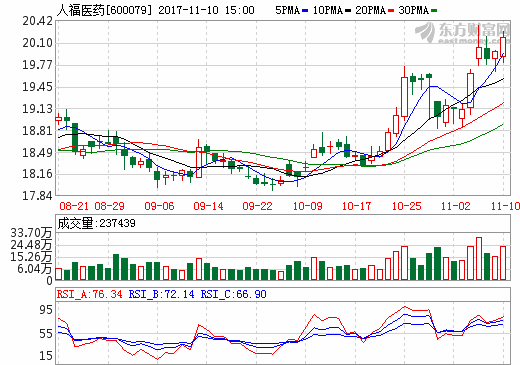 人福医药[600079] 2017-11-10 15:00 5PMA 10PMA 20PMA 30PMA
东方财富网
eastmoney.com
20.42
20.10
19.77
19.45
19.13
18.81
18.49
18.16
17.84
08-21 08-29 09-06 09-14 09-22 10-09 10-17 10-25 11-02 11-10
成交量:237439
33.70万
24.48万
15.26万
6.04万
0
RSI_A:76.34 RSI_B:72.14 RSI_C:66.90
95
55
15